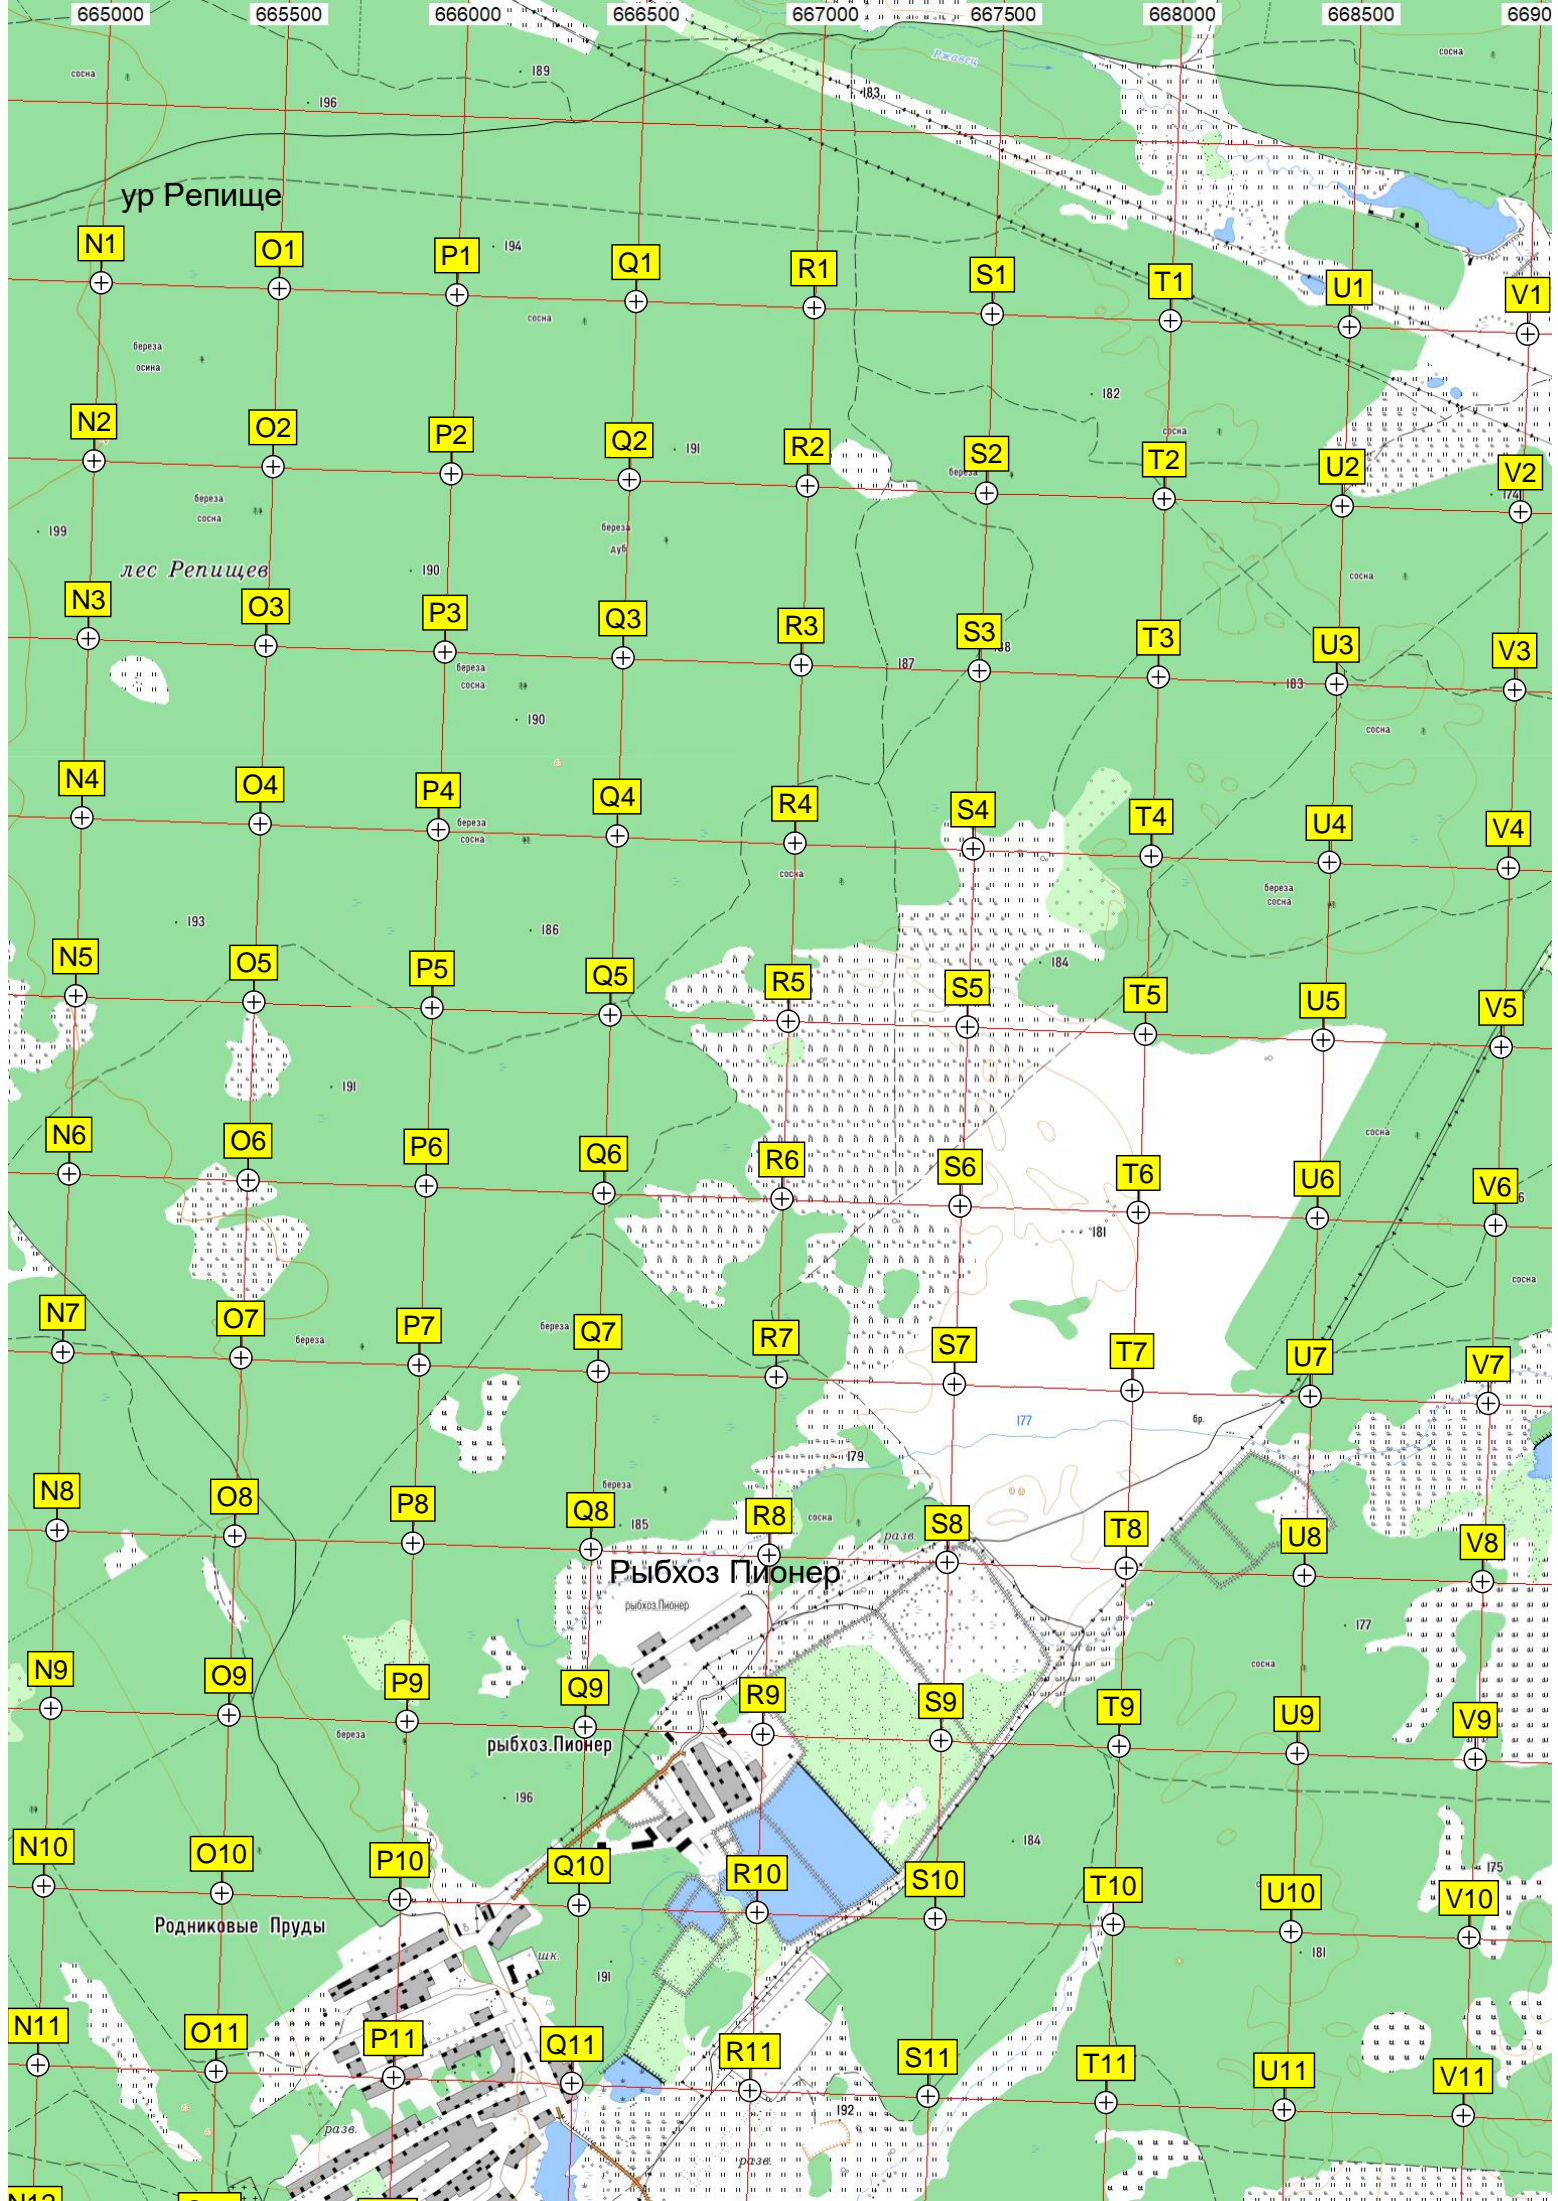 665000 665500 666000 666500 667000 667500 668000 668500 6690
сосна 189 Ржавец сосна
196 183
ур Репище
N1 O1 P1 194 Q1 R1 S1 T1 U1 V1
сосна
береза
осина
182
N2 O2 P2 Q2 191 R2 S2 сосна T2 U2 V2
береза
174
береза
сосна
199
береза
дуб
лес Репищев 190 сосна
N3 O3 P3 Q3 R3 S3 T3 U3 V3
187
береза
сосна
183
190 сосна
N4 O4 P4 Q4 R4 S4 T4 U4 V4
береза
сосна
сосна
береза
сосна
193 186
184
N5 O5 P5 Q5 R5 S5 T5 U5 V5
191
сосна
N6 O6 P6 Q6 R6 S6 T6 U6 V6
181
сосна
N7 O7 береза P7 береза Q7 R7 S7 T7 U7 V7
177 бр.
179
береза
N8 O8 P8 Q8 185 R8 сосна S8 T8 U8 V8
разв.
Рыбхоз Пионер
рыбхоз.Пионер
177
сосна
N9 O9 P9 Q9 R9 S9 T9 U9 V9
береза рыбхоз.Пионер
196
184
N10 O10 P10 Q10 R10 S10 T10 U10 V10
175
Родниковые Пруды
шк.
191 181
N11 O11 P11 Q11 R11 S11 T11 U11 V11
192
разв. разв.
N12